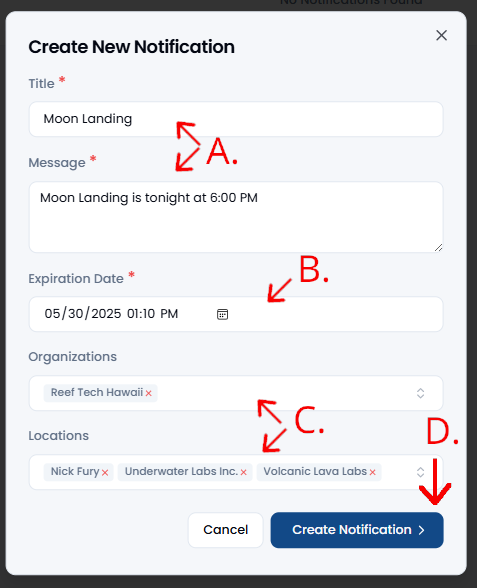 No Notifications Found
Create New Notification
Title *
Moon Landing
A.
Message *
Moon Landing is tonight at 6:00 PM
B.
Expiration Date *
05/30/2025 01:10 PM
Organizations
Reef Tech Hawaii ×
C.
D.
Locations
Nick Fury × Underwater Labs Inc. × Volcanic Lava Labs ×
Cancel Create Notification >